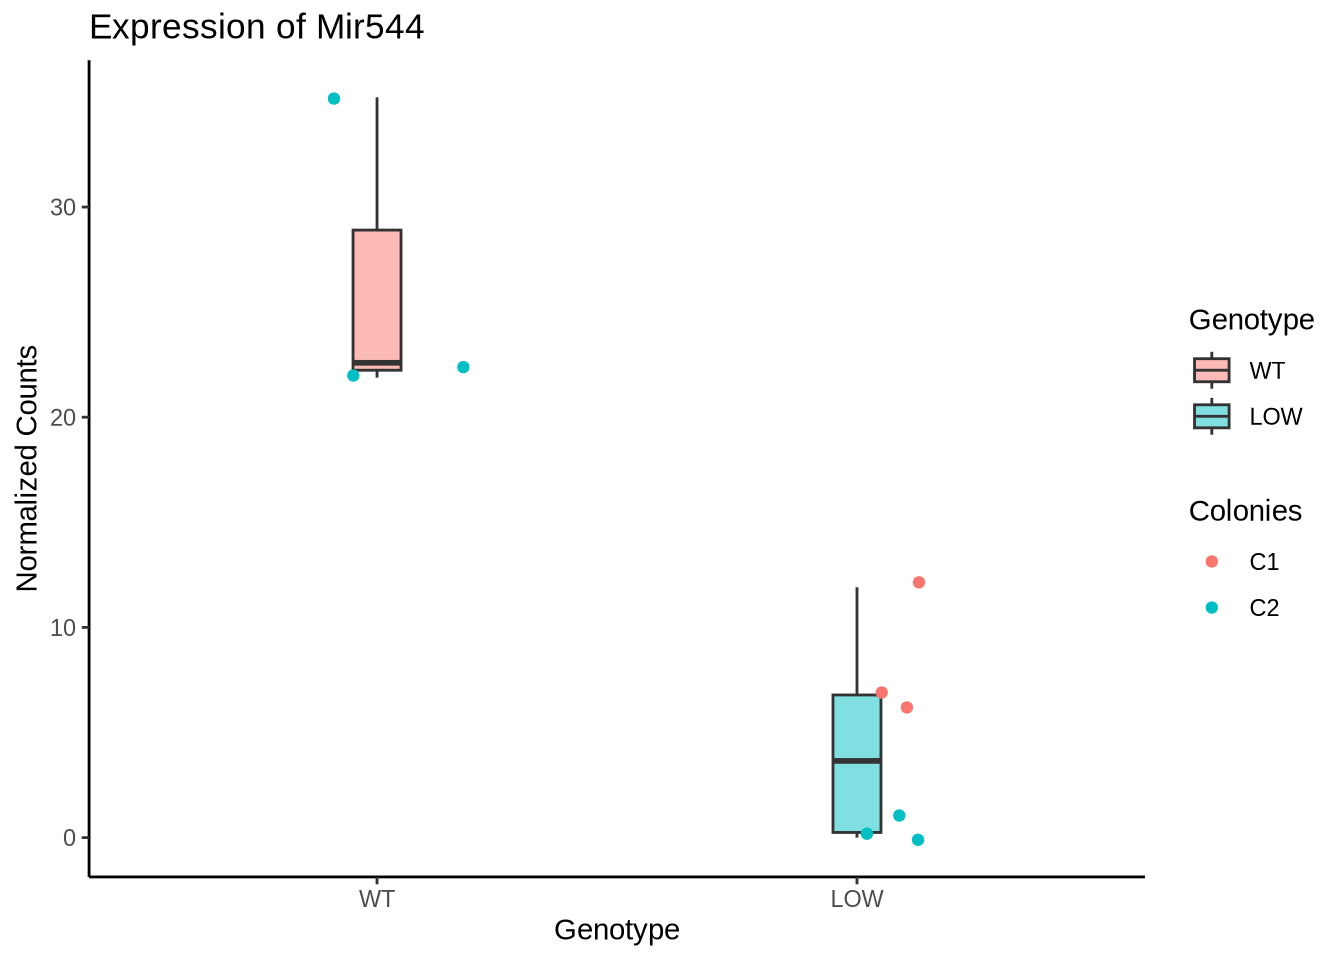 Expression of Mir544
30
20
10
0
Normalized Counts
WT
LOW
Genotype
Genotype
WT
LOW
Colonies
C1
C2